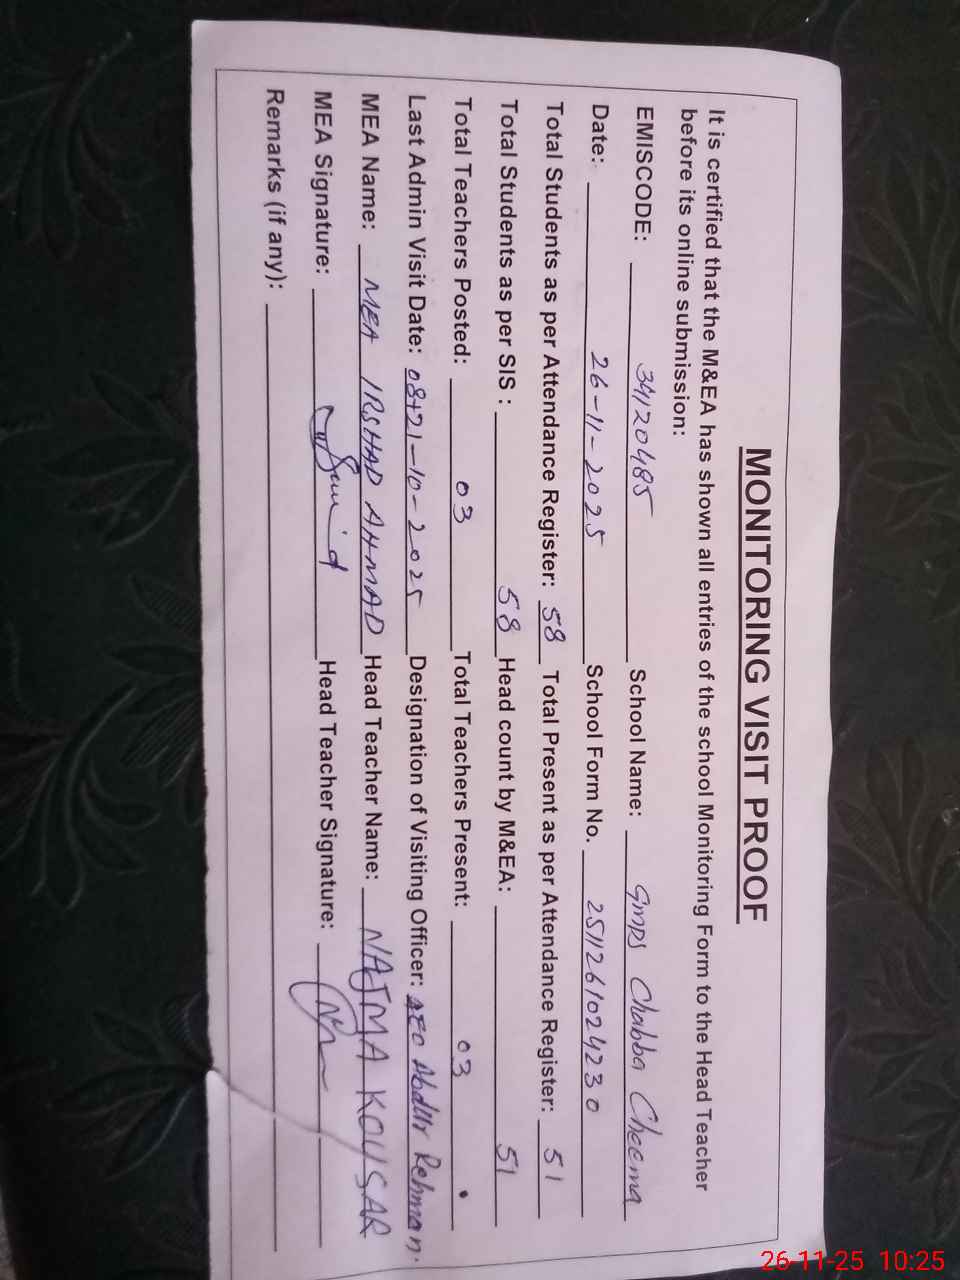 MONITORING VISIT PROOF
It is certified that the M&EA has shown all entries of the school Monitoring Form to the Head Teacher
before its online submission:
EMISCODE: 34120485 School Name: GMPS Chabba Cheema
Date: 26-11-2025 School Form No. 2511261024230
Total Students as per Attendance Register: 58 Total Present as per Attendance Register: 51
Total Students as per SIS : 58 Head count by M&EA: 51
Total Teachers Posted: 03 Total Teachers Present: 03
Last Admin Visit Date: 08+21-10-2025 Designation of Visiting Officer: AEO Abdur Rehman
MEA Name: MEA IRSHAD AHMAD Head Teacher Name: NAJMA KOUSAR
MEA Signature: Head Teacher Signature:
Remarks (if any):
26-11-25 10:25